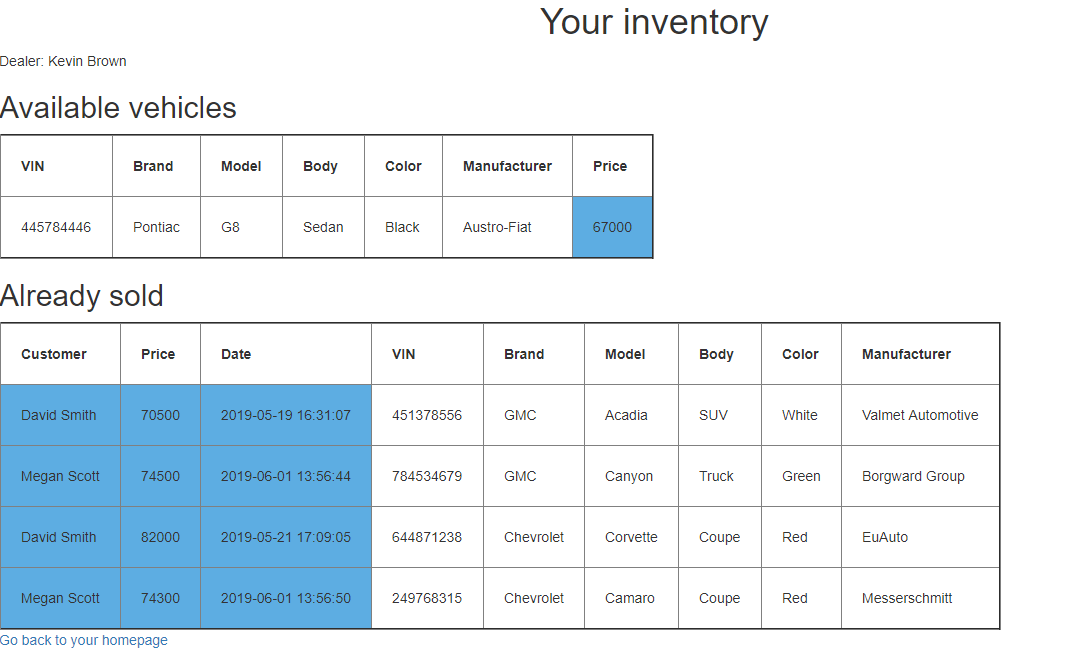 Your inventory
Dealer: Kevin Brown
Available vehicles
VIN Brand Model Body Color Manufacturer Price
445784446 Pontiac G8 Sedan Black Austro-Fiat 67000
Already sold
Customer Price Date VIN Brand Model Body Color Manufacturer
David Smith 70500 2019-05-19 16:31:07 451378556 GMC Acadia SUV White Valmet Automotive
Megan Scott 74500 2019-06-01 13:56:44 784534679 GMC Canyon Truck Green Borgward Group
David Smith 82000 2019-05-21 17:09:05 644871238 Chevrolet Corvette Coupe Red EuAuto
Megan Scott 74300 2019-06-01 13:56:50 249768315 Chevrolet Camaro Coupe Red Messerschmitt
Go back to your homepage